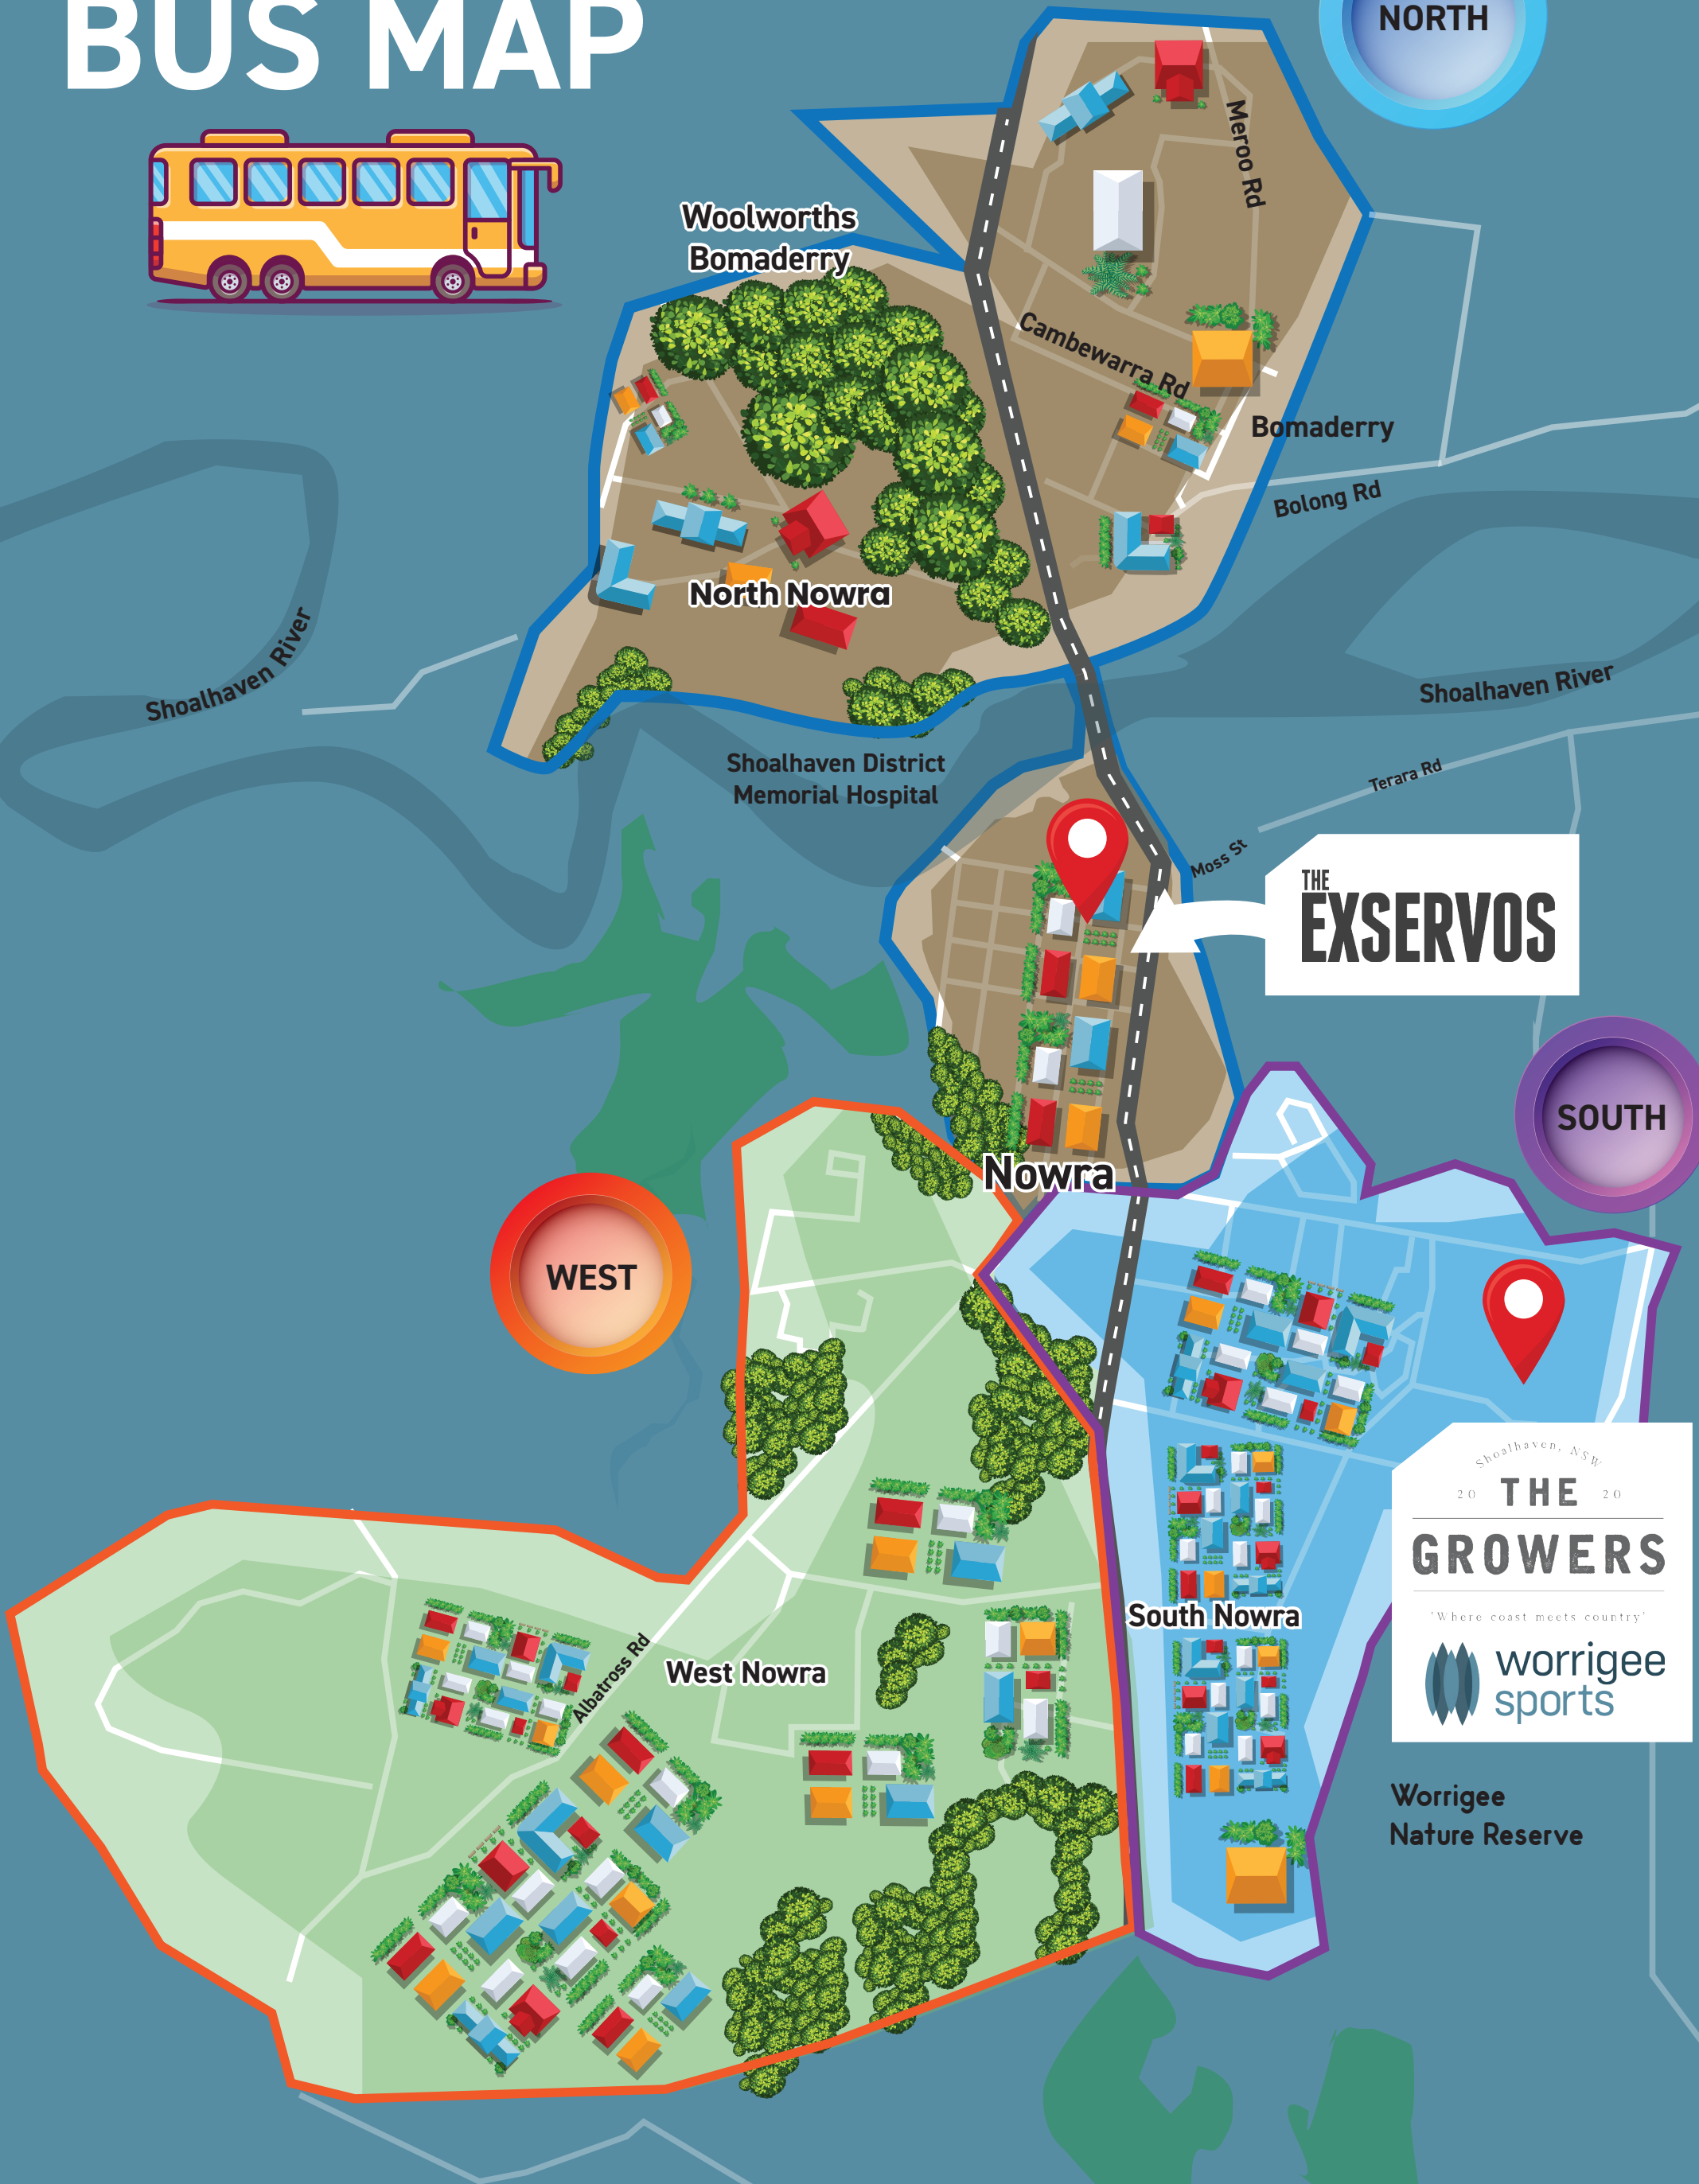 BUS MAP
NORTH
Meroo Rd
Woolworths
Bomaderry
Cambewarra Rd
Bomaderry
Bolong Rd
North Nowra
Shoalhaven River
Shoalhaven River
Shoalhaven District
Memorial Hospital
Terara Rd
Moss St
THE
EXSERVOS
SOUTH
Nowra
WEST
Shoalhaven, NSW
20 THE 20
GROWERS
'Where coast meets country'
South Nowra
worrigee
sports
West Nowra
Albatross Rd
Worrigee
Nature Reserve